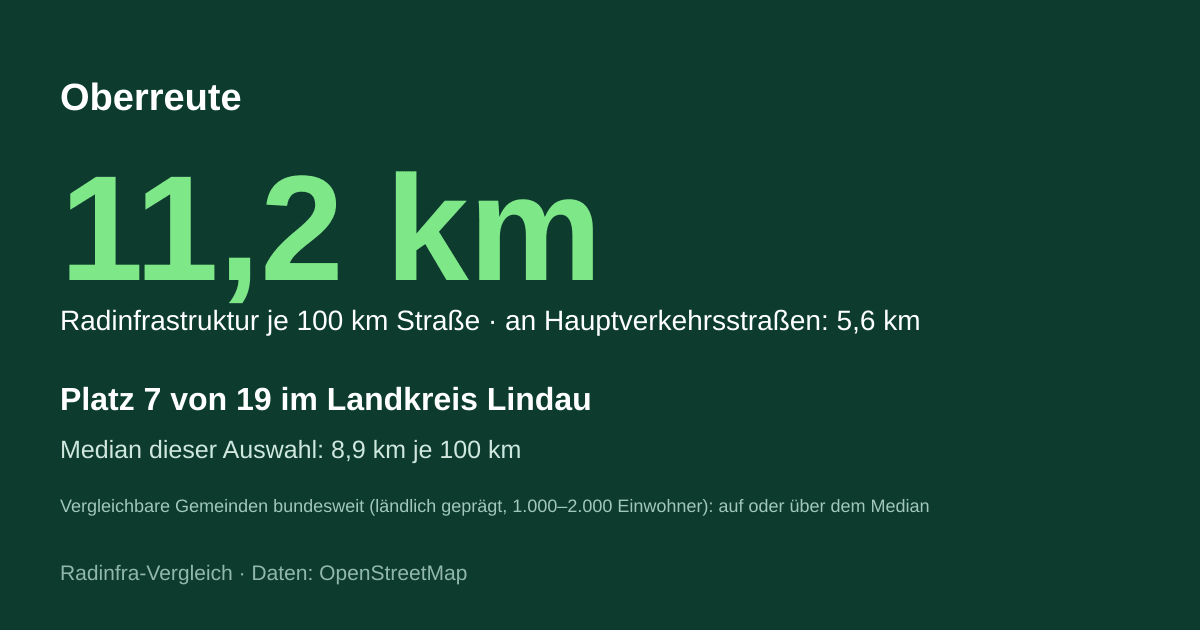 Oberreute
11,2 km
Radinfrastruktur je 100 km Straße · an Hauptverkehrsstraßen: 5,6 km
Platz 7 von 19 im Landkreis Lindau
Median dieser Auswahl: 8,9 km je 100 km
Vergleichbare Gemeinden bundesweit (ländlich geprägt, 1.000–2.000 Einwohner): auf oder über dem Median
Radinfra-Vergleich · Daten: OpenStreetMap